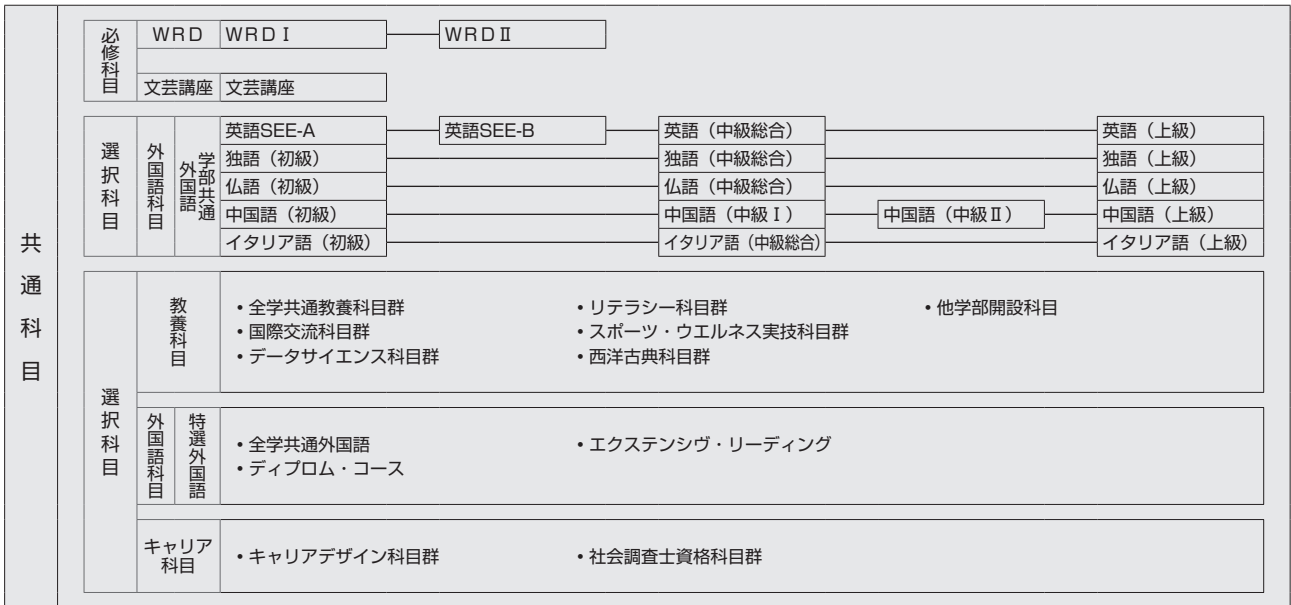 共通科目
必修科目
WRD
WRDⅠ
WRDⅡ
文芸講座
文芸講座
選択科目
外国語科目
学部共通
外国語
英語SEE-A
英語SEE-B
英語（中級総合）
英語（上級）
独語（初級）
独語（中級総合）
独語（上級）
仏語（初級）
仏語（中級総合）
仏語（上級）
中国語（初級）
中国語（中級Ⅰ）
中国語（中級Ⅱ）
中国語（上級）
イタリア語（初級）
イタリア語（中級総合）
イタリア語（上級）
選択科目
教養科目
•全学共通教養科目群
•リテラシー科目群
•他学部開設科目
•国際交流科目群
•スポーツ・ウエルネス実技科目群
•データサイエンス科目群
•西洋古典科目群
外国語科目
特選外国語
•全学共通外国語
•エクステンシヴ・リーディング
•ディプロム・コース
キャリア
科目
•キャリアデザイン科目群
•社会調査士資格科目群